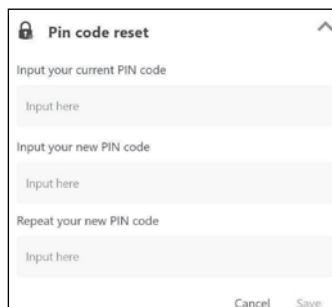 Pin code reset
Input your current PIN code
Input here
Input your new PIN code
Input here
Repeat your new PIN code
Input here
Cancel Save